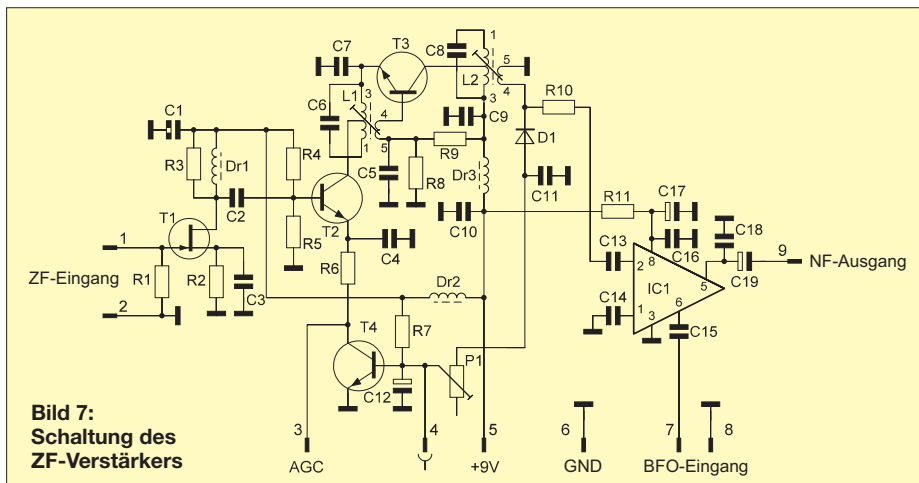 C7
T3
C8
1
L2
5
4
3
C6
3
L1
4
5
1
C1
R3
Dr1
R4
C2
C5
R8
R9
C9
Dr3
D1
R10
C11
C10
R11
C17
C16
C18
T1
1
ZF-Eingang
R1
R2
C3
2
T2
R5
R6
C4
C13
2
8
IC1
5
C19
9
NF-Ausgang
C14
1
3
6
C15
Dr2
R7
T4
C12
P1
Bild 7:
Schaltung des
ZF-Verstärkers
3
AGC
4
5
+9V
6
GND
7
8
BFO-Eingang